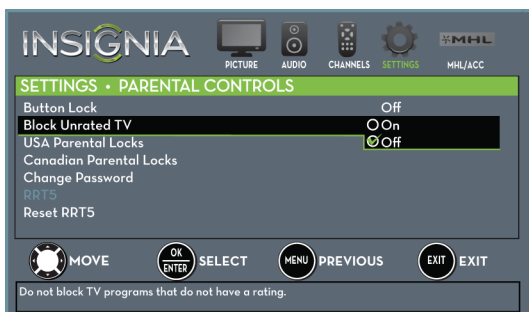 INSIGNIA
PICTURE AUDIO CHANNELS SETTINGS MHL MHL/ACC
SETTINGS • PARENTAL CONTROLS
Button Lock Off
Block Unrated TV On
USA Parental Locks Off
Canadian Parental Locks
Change Password
RRT5
Reset RRT5
MOVE OK ENTER SELECT MENU PREVIOUS EXIT EXIT
Do not block TV programs that do not have a rating.